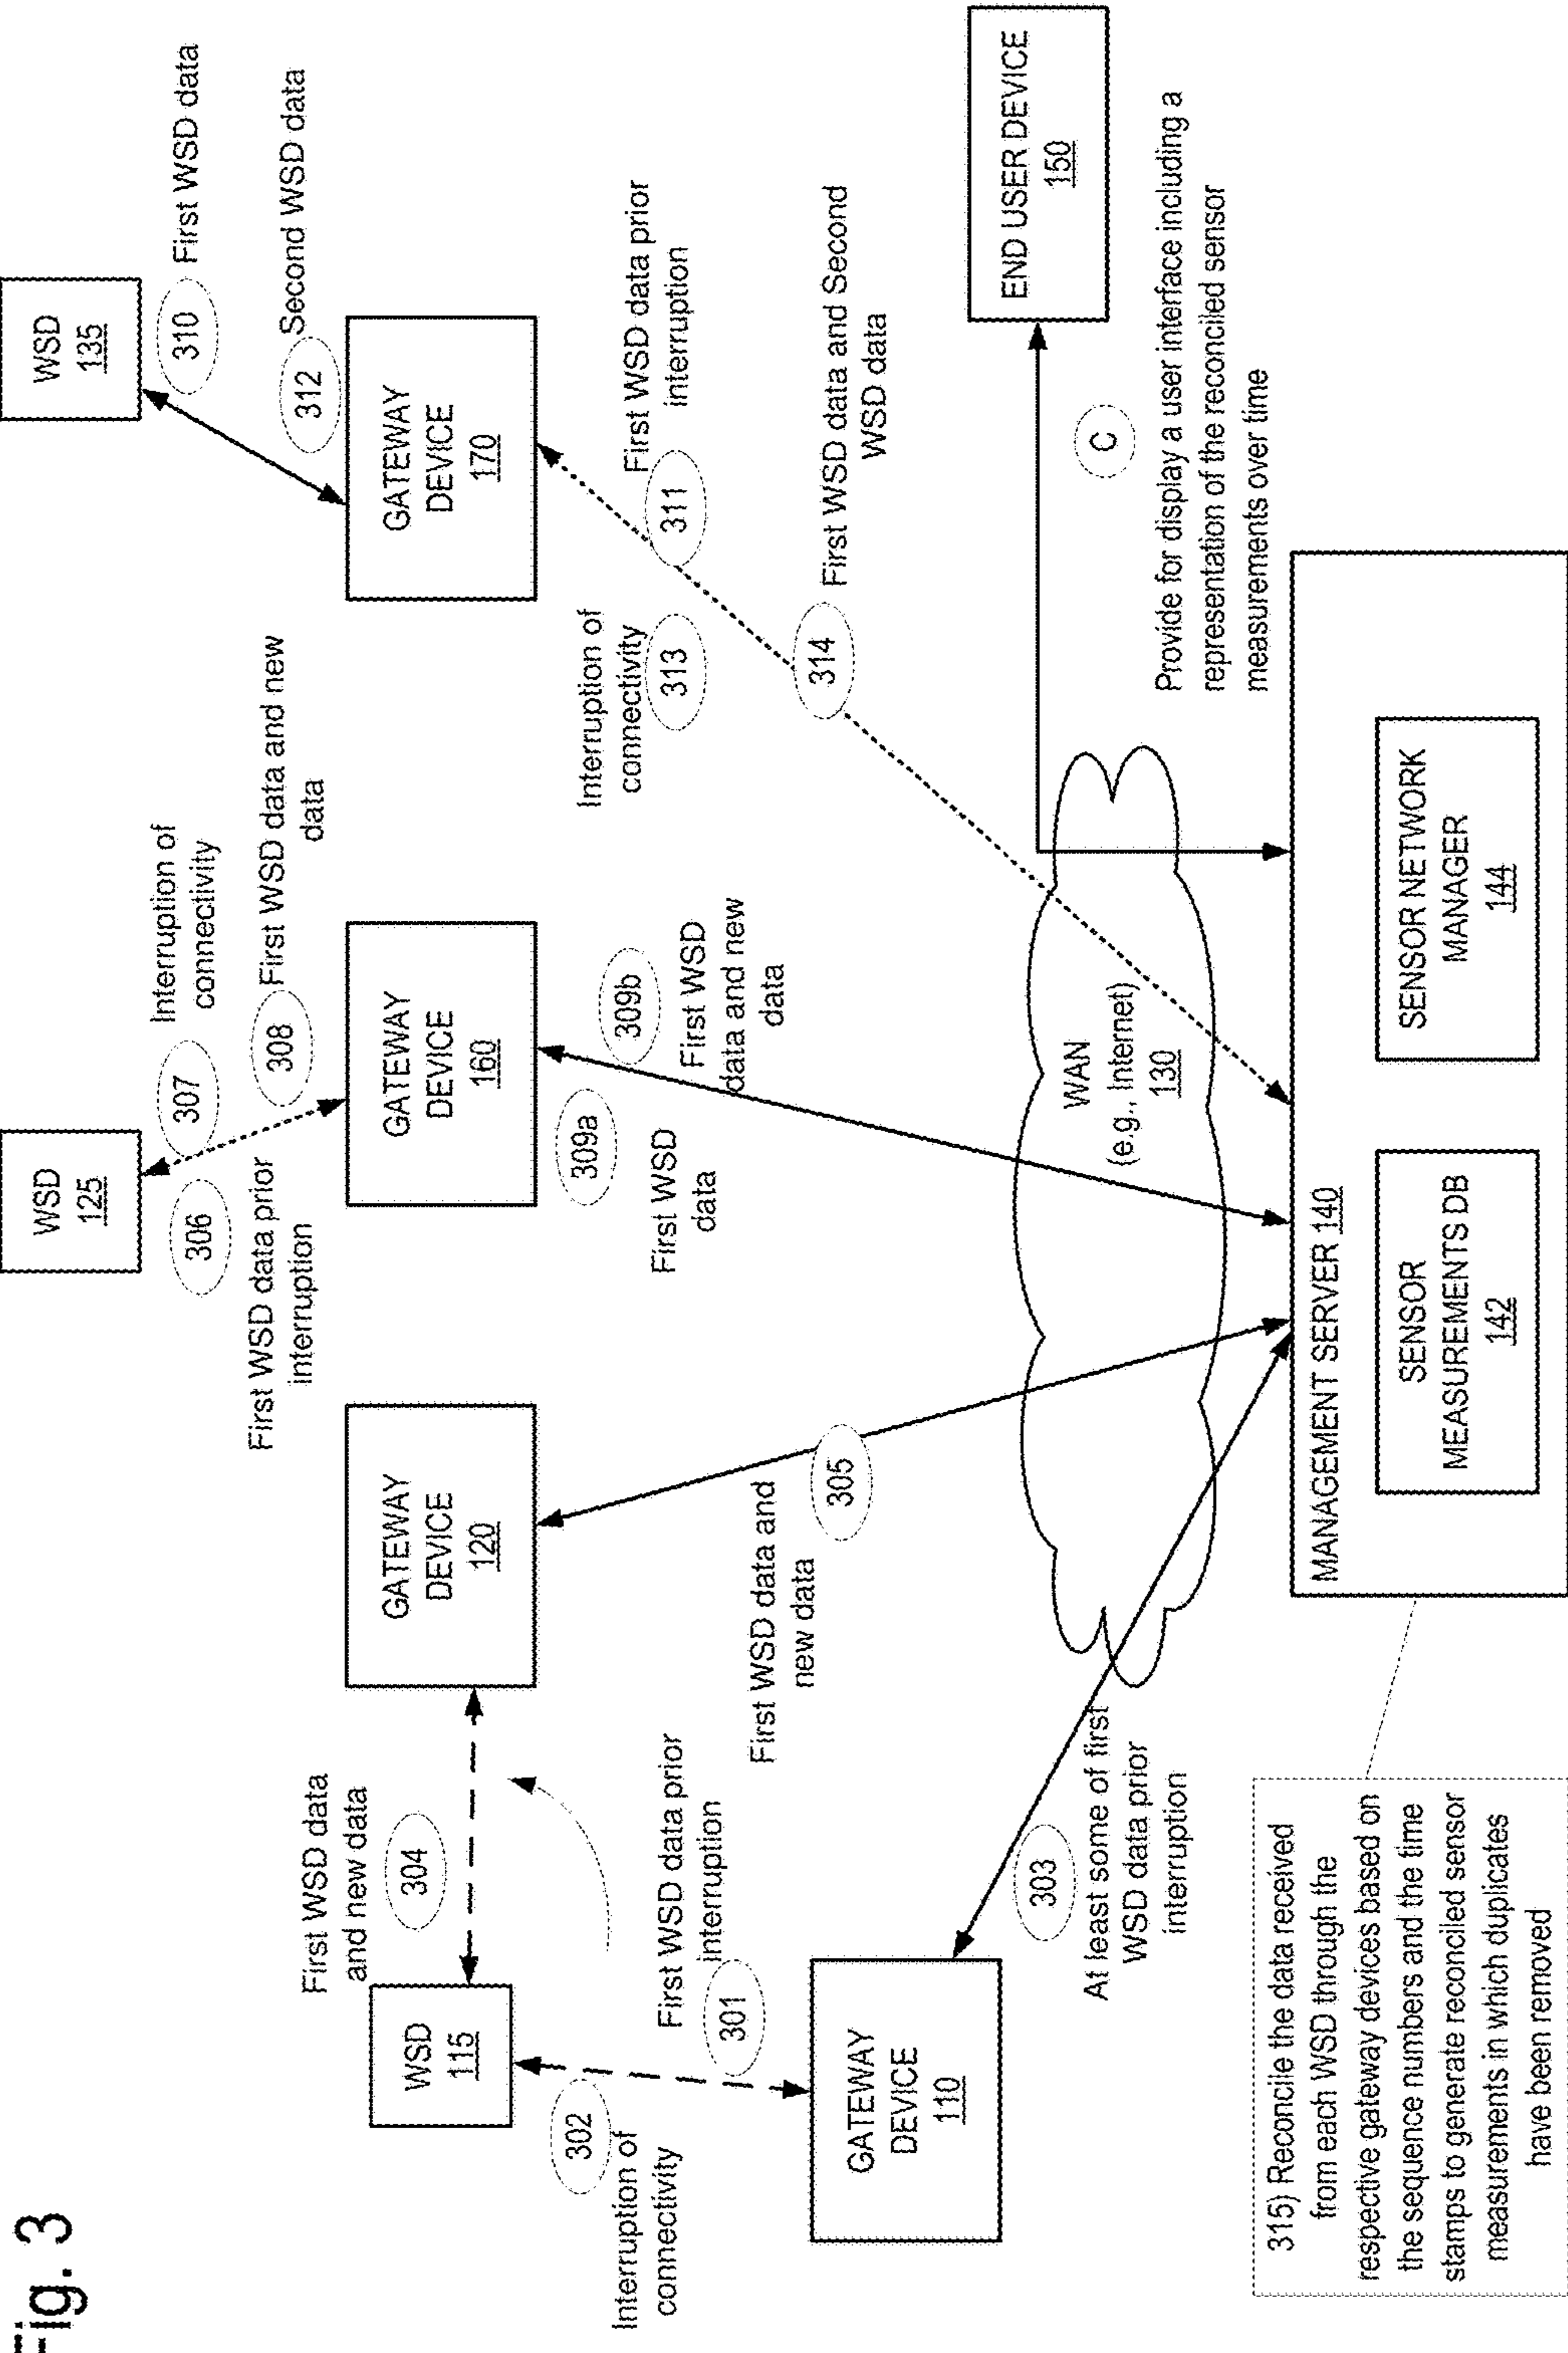 Fig. 3
WSD
115
First WSD data
and new data
304
302
Interruption of
connectivity
First WSD data prior
interruption
301
GATEWAY
DEVICE
110
GATEWAY
DEVICE
120
First WSD data and
new data
305
At least some of first
WSD data prior
interruption
303
WSD
125
306
First WSD data prior
interruption
307
Interruption of
connectivity
308
First WSD data and new
data
GATEWAY
DEVICE
160
309a
First WSD
data
309b
First WSD
data and new
data
WSD
135
310
First WSD data
312
Second WSD data
GATEWAY
DEVICE
170
First WSD data prior
interruption
311
Interruption of
connectivity
313
314
First WSD data and Second
WSD data
WAN
(e.g., Internet)
130
END USER DEVICE
150
C
Provide for display a user interface including a
representation of the reconciled sensor
measurements over time
MANAGEMENT SERVER 140
SENSOR
MEASUREMENTS DB
142
SENSOR NETWORK
MANAGER
144
315) Reconcile the data received
from each WSD through the
respective gateway devices based on
the sequence numbers and the time
stamps to generate reconciled sensor
measurements in which duplicates
have been removed